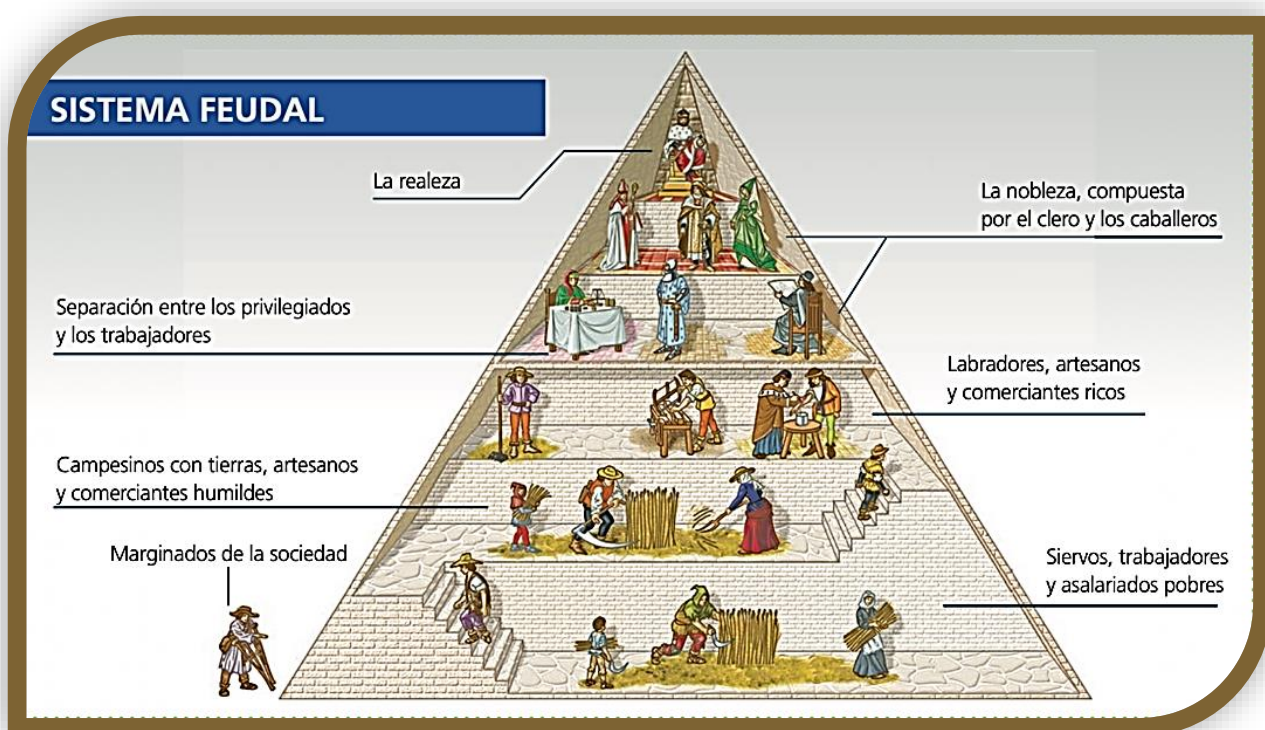 SISTEMA FEUDAL
La realeza
La nobleza, compuesta
por el clero y los caballeros
Separación entre los privilegiados
y los trabajadores
Labradores, artesanos
y comerciantes ricos
Campesinos con tierras, artesanos
y comerciantes humildes
Marginados de la sociedad
Siervos, trabajadores
y asalariados pobres